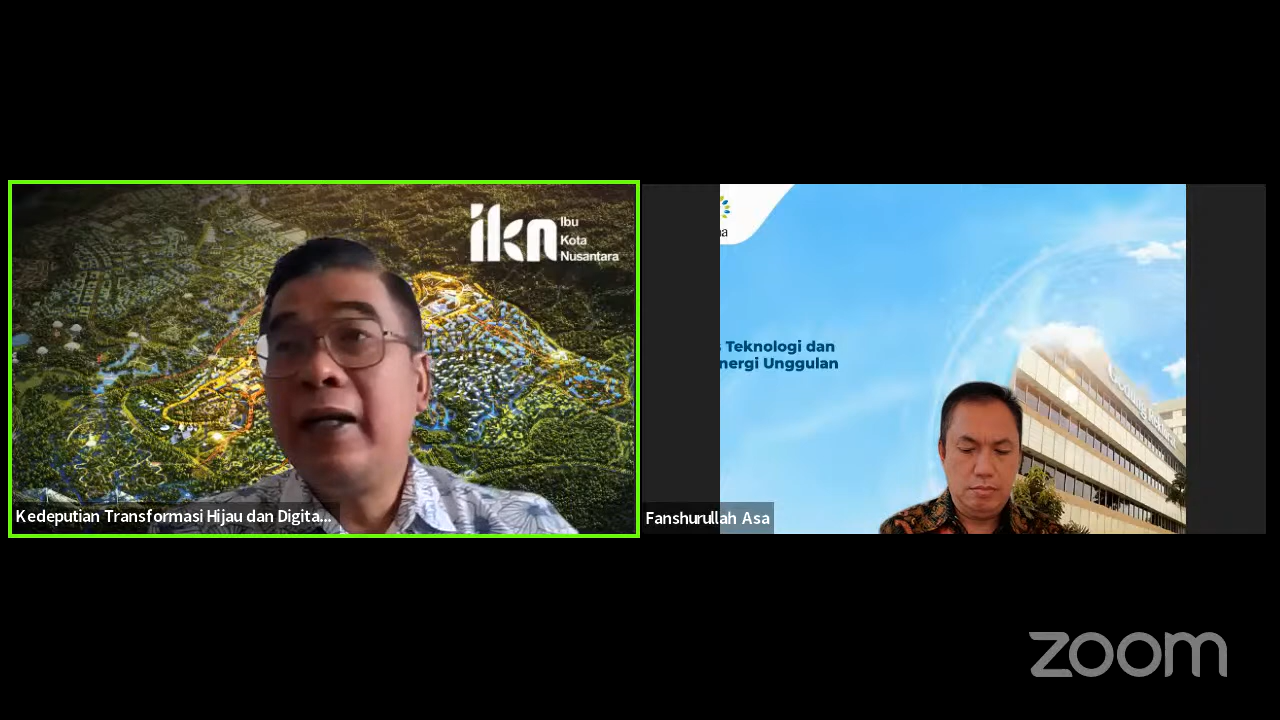 ikn
Ibu
Kota
Nusantara
Kedeputian Transformasi Hijau dan Digita...
Teknologi dan
nergi Unggulan
Fanshurullah Asa
zoom